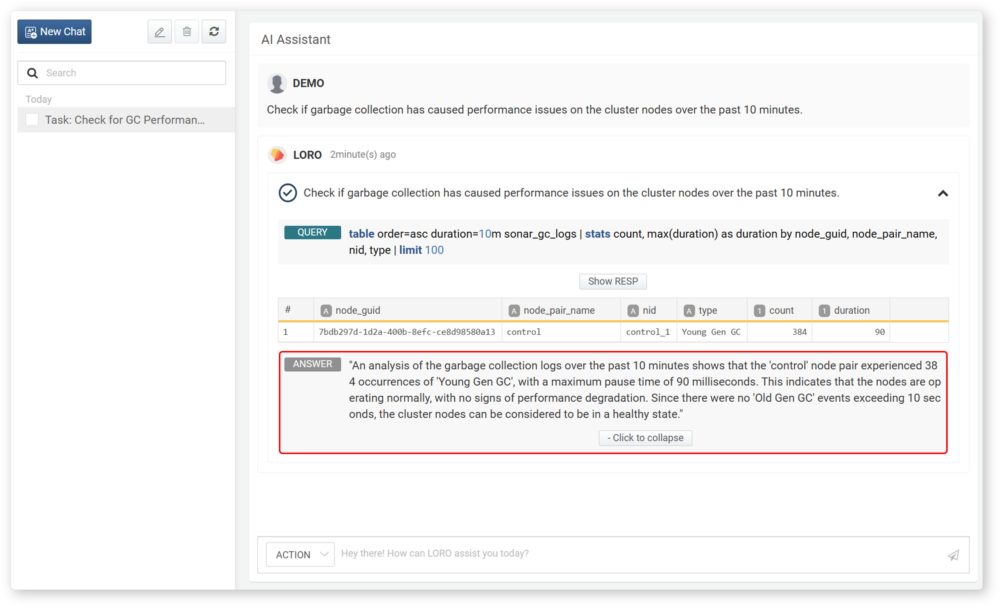 New Chat
Search
Today
Task: Check for GC Performan...
AI Assistant
DEMO
Check if garbage collection has caused performance issues on the cluster nodes over the past 10 minutes.
LORO 2minute(s) ago
Check if garbage collection has caused performance issues on the cluster nodes over the past 10 minutes.
QUERY table order=asc duration=10m sonar_gc_logs | stats count, max(duration) as duration by node_guid, node_pair_name,
nid, type | limit 100
Show RESP
# A node_guid A node_pair_name A nid A type 1 count 1 duration
1 7bdb297d-1d2a-400b-8efc-ce8d98580a13 control control_1 Young Gen GC 384 90
ANSWER "An analysis of the garbage collection logs over the past 10 minutes shows that the 'control' node pair experienced 38
4 occurrences of 'Young Gen GC', with a maximum pause time of 90 milliseconds. This indicates that the nodes are op
erating normally, with no signs of performance degradation. Since there were no 'Old Gen GC' events exceeding 10 sec
onds, the cluster nodes can be considered to be in a healthy state."
- Click to collapse
ACTION Hey there! How can LORO assist you today?